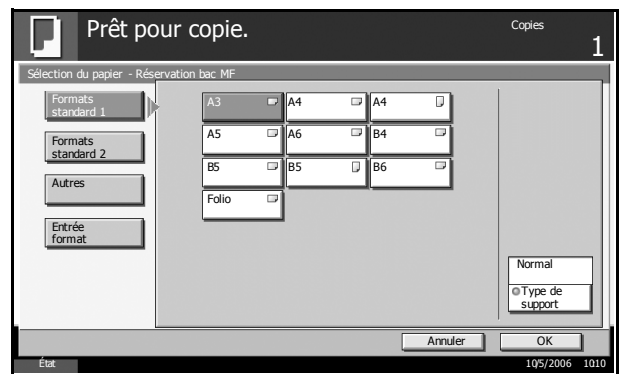 Prêt pour copie.
Copies
1
Sélection du papier - Réservation bac MF
Formats
standard 1
Formats
standard 2
Autres
Entrée
format
A3
A4
A4
A5
A6
B4
B5
B5
B6
Folio
Normal
Type de
support
Annuler
OK
État
10/5/2006 10:10